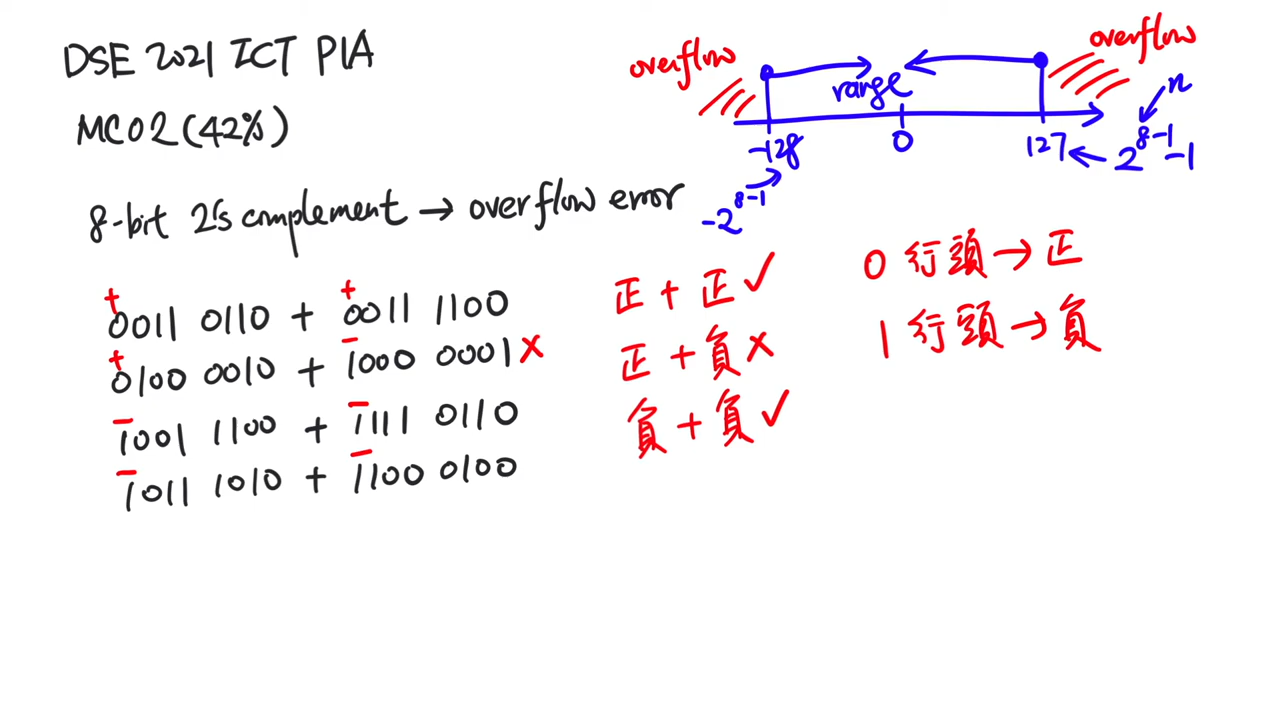 DSE 2021 ICT P1A
MC02 (42%)
8-bit 2's complement → overflow error
+ +
0011 0110 + 0011 1100
+ −
0100 0010 + 1000 0001 ×
− −
1001 1100 + 1111 0110
− −
1011 1010 + 1100 0100
overflow
overflow
range
n
-128
0
127 ← 2^8-1 -1
-2^8-1
正 + 正 ✓
正 + 負 ×
負 + 負 ✓
0 行頭 → 正
1 行頭 → 負